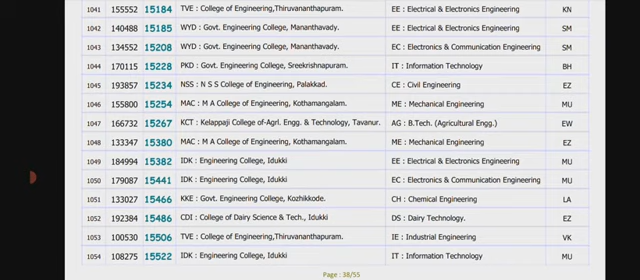 1041 155552 15184 TVE : College of Engineering,Thiruvananthapuram. EE : Electrical & Electronics Engineering KN
1042 140488 15185 WYD : Govt. Engineering College, Mananthavady. EE : Electrical & Electronics Engineering SM
1043 134552 15208 WYD : Govt. Engineering College, Mananthavady. EC : Electronics & Communication Engineering SM
1044 170115 15228 PKD : Govt. Engineering College, Sreekrishnapuram. IT : Information Technology BH
1045 193857 15234 NSS : N S S College of Engineering, Palakkad. CE : Civil Engineering EZ
1046 155800 15254 MAC : M A College of Engineering, Kothamangalam. ME : Mechanical Engineering MU
1047 166732 15267 KCT : Kelappaji College of-Agrl. Engg. & Technology, Tavanur. AG : B.Tech. (Agricultural Engg.) EW
1048 133347 15380 MAC : M A College of Engineering, Kothamangalam. ME : Mechanical Engineering EZ
1049 184994 15382 IDK : Engineering College, Idukki EE : Electrical & Electronics Engineering MU
1050 179087 15441 IDK : Engineering College, Idukki EC : Electronics & Communication Engineering MU
1051 133027 15466 KKE : Govt. Engineering College, Kozhikkode. CH : Chemical Engineering LA
1052 192384 15486 CDI : College of Dairy Science & Tech., Idukki DS : Dairy Technology. EZ
1053 100530 15506 TVE : College of Engineering,Thiruvananthapuram. IE : Industrial Engineering VK
1054 108275 15522 IDK : Engineering College, Idukki IT : Information Technology MU
Page : 38/55